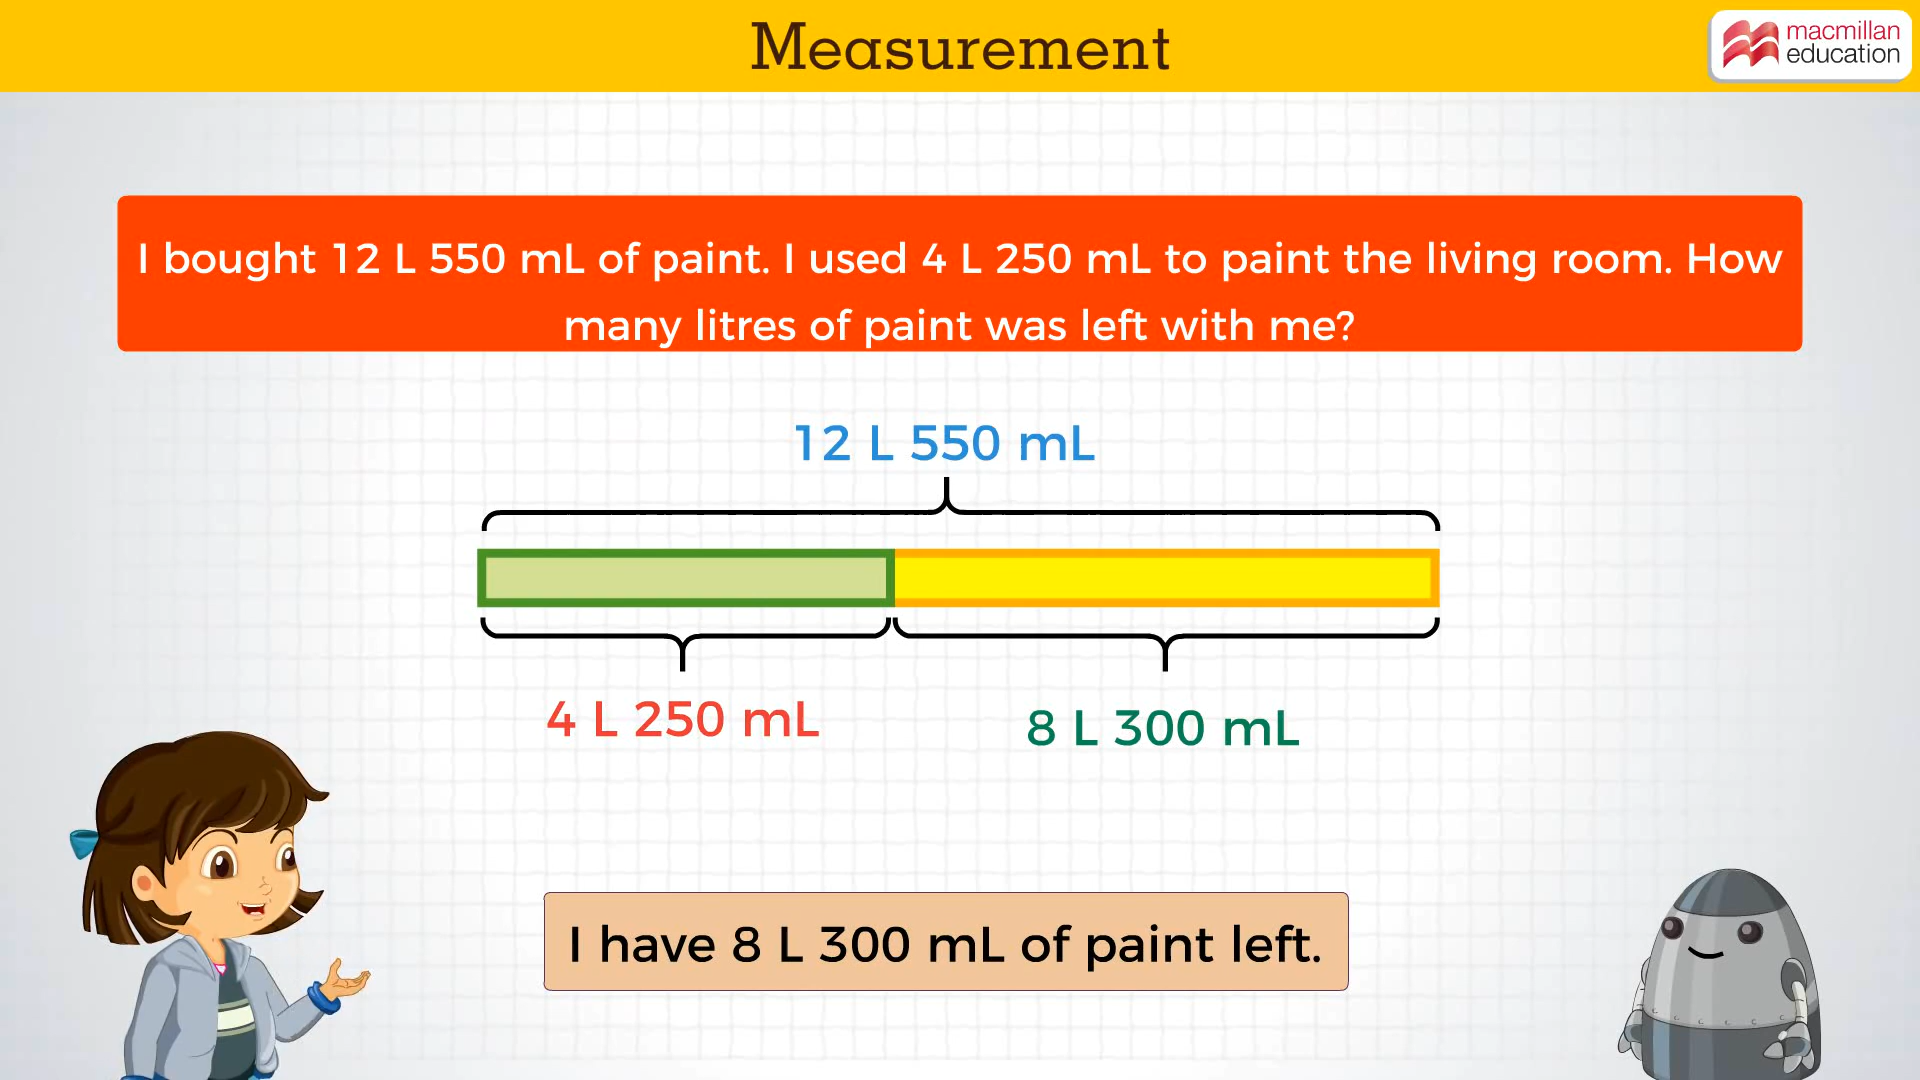 Measurement
macmillan
education
I bought 12 L 550 mL of paint. I used 4 L 250 mL to paint the living room. How
many litres of paint was left with me?
12 L 550 mL
4 L 250 mL
8 L 300 mL
I have 8 L 300 mL of paint left.